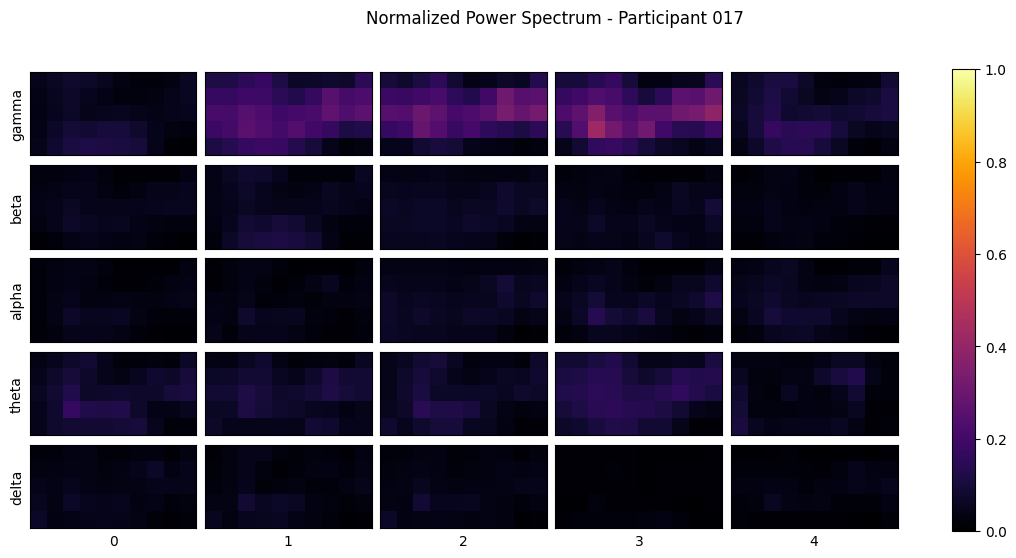 Normalized Power Spectrum - Participant 017
gamma
beta
alpha
theta
delta
0 1 2 3 4
1.0
0.8
0.6
0.4
0.2
0.0